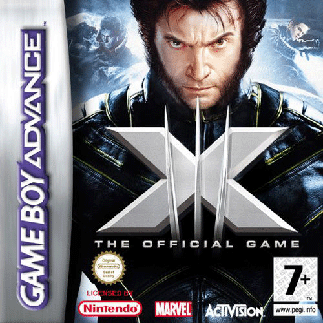 GAME BOY ADVANCE
X
THE OFFICIAL GAME
LICENSED BY
Nintendo
MARVEL
ACTIVISION
7+
www.pegi.info